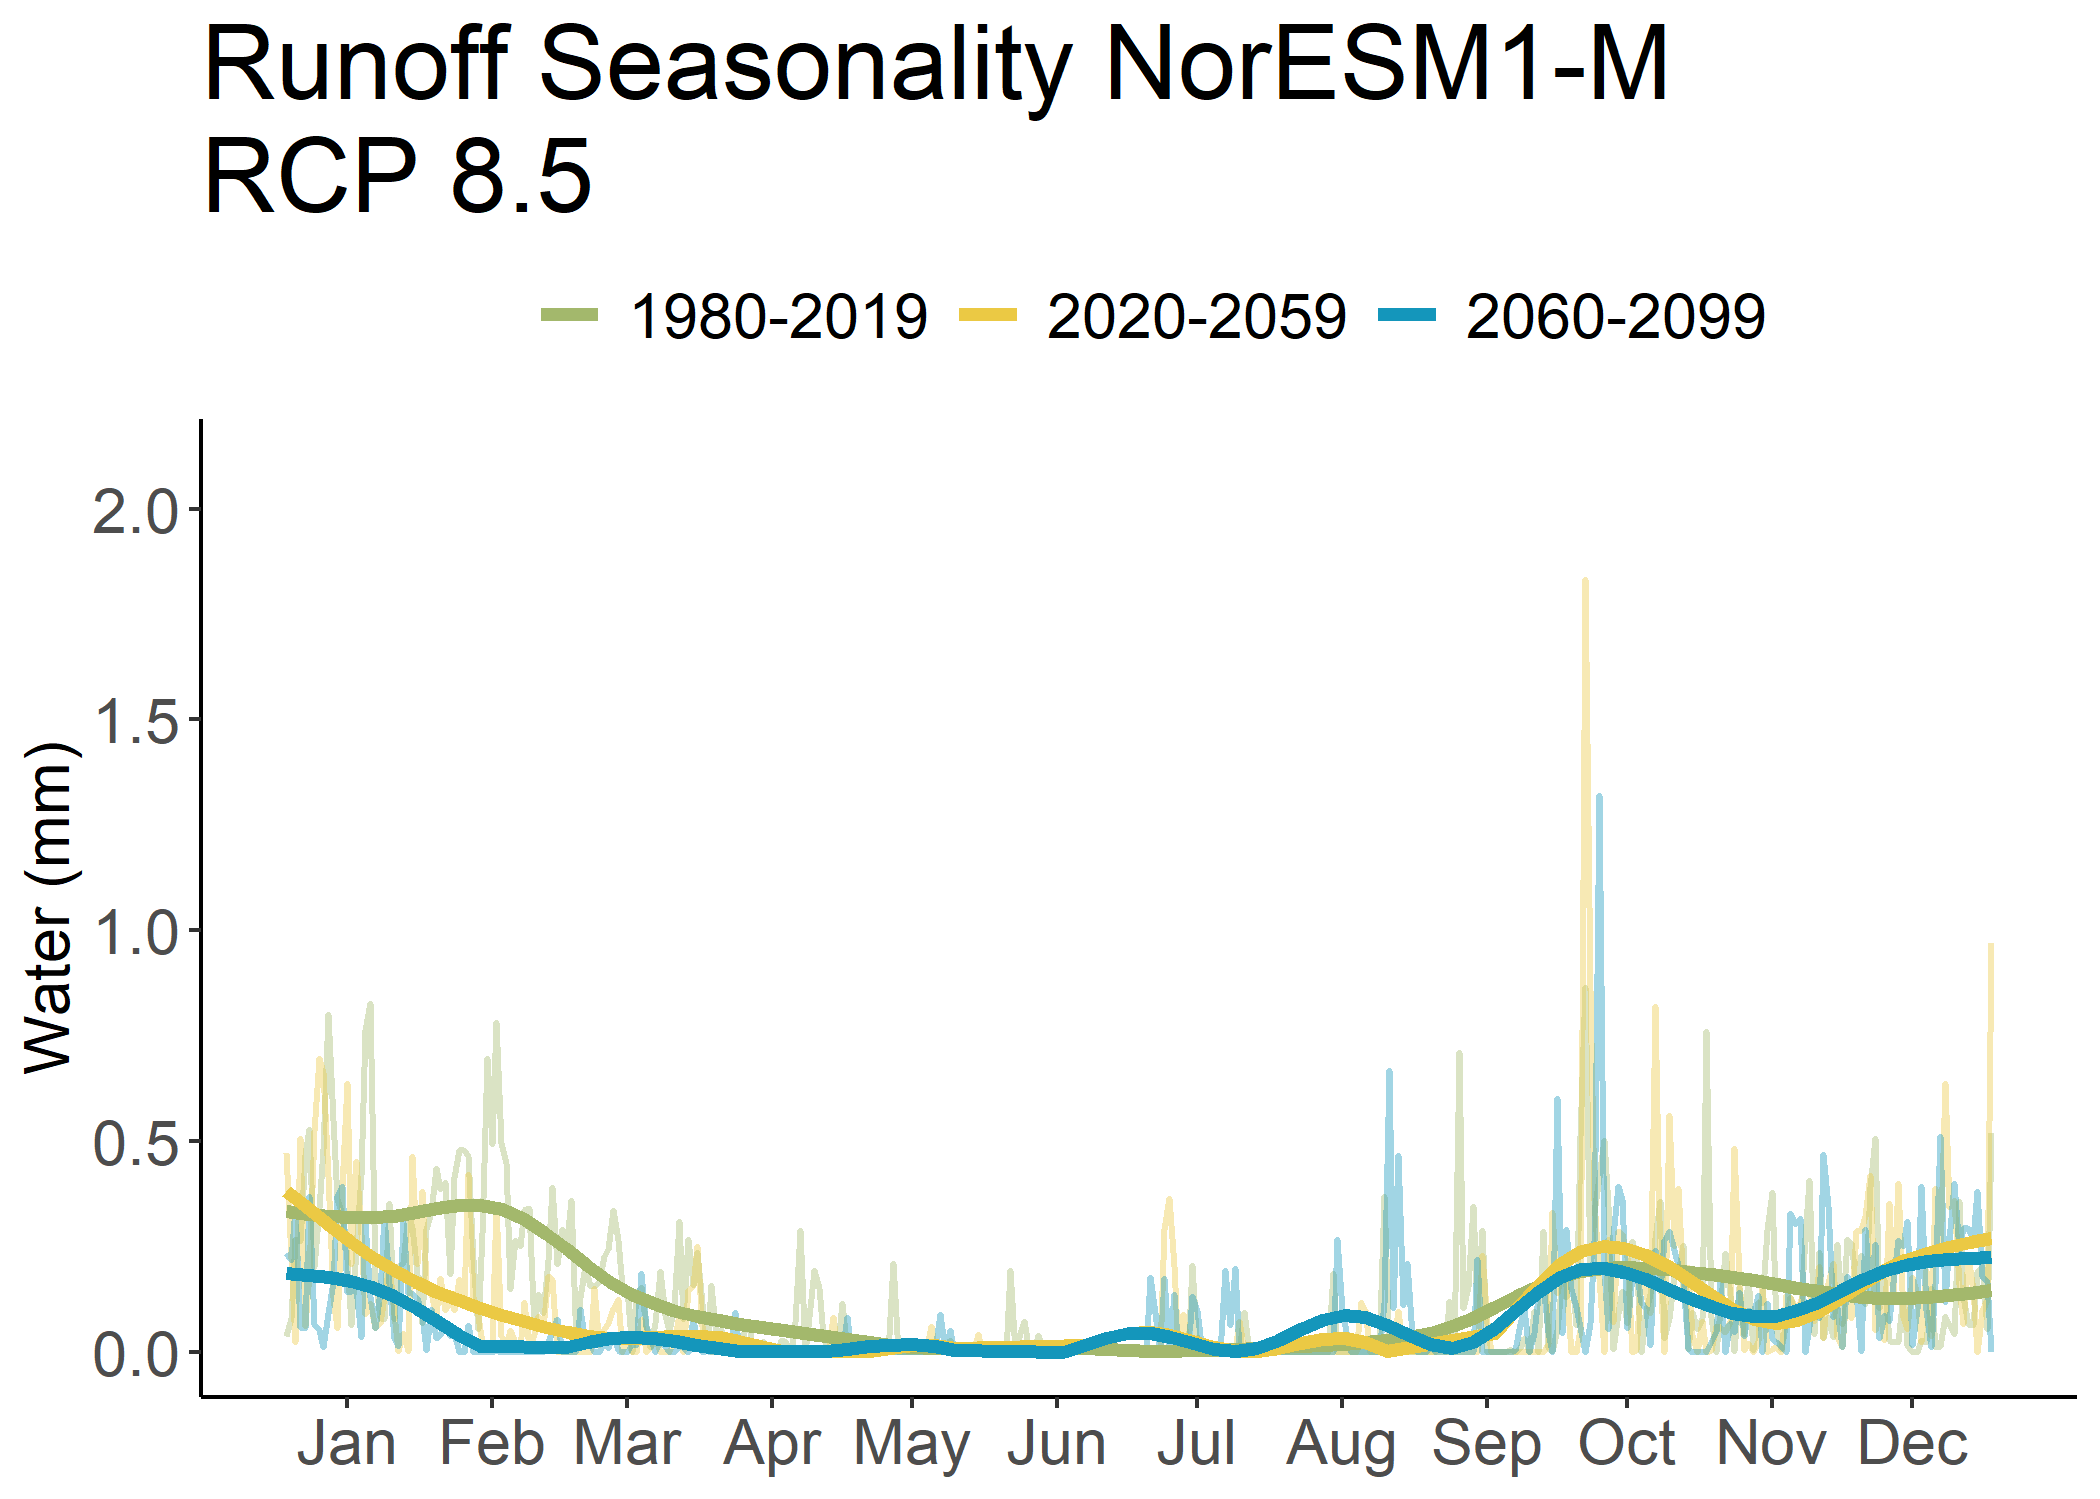 Runoff Seasonality NorESM1-M
RCP 8.5
1980-2019 2020-2059 2060-2099
Water (mm)
2.0
1.5
1.0
0.5
0.0
Jan Feb Mar Apr May Jun Jul Aug Sep Oct Nov Dec